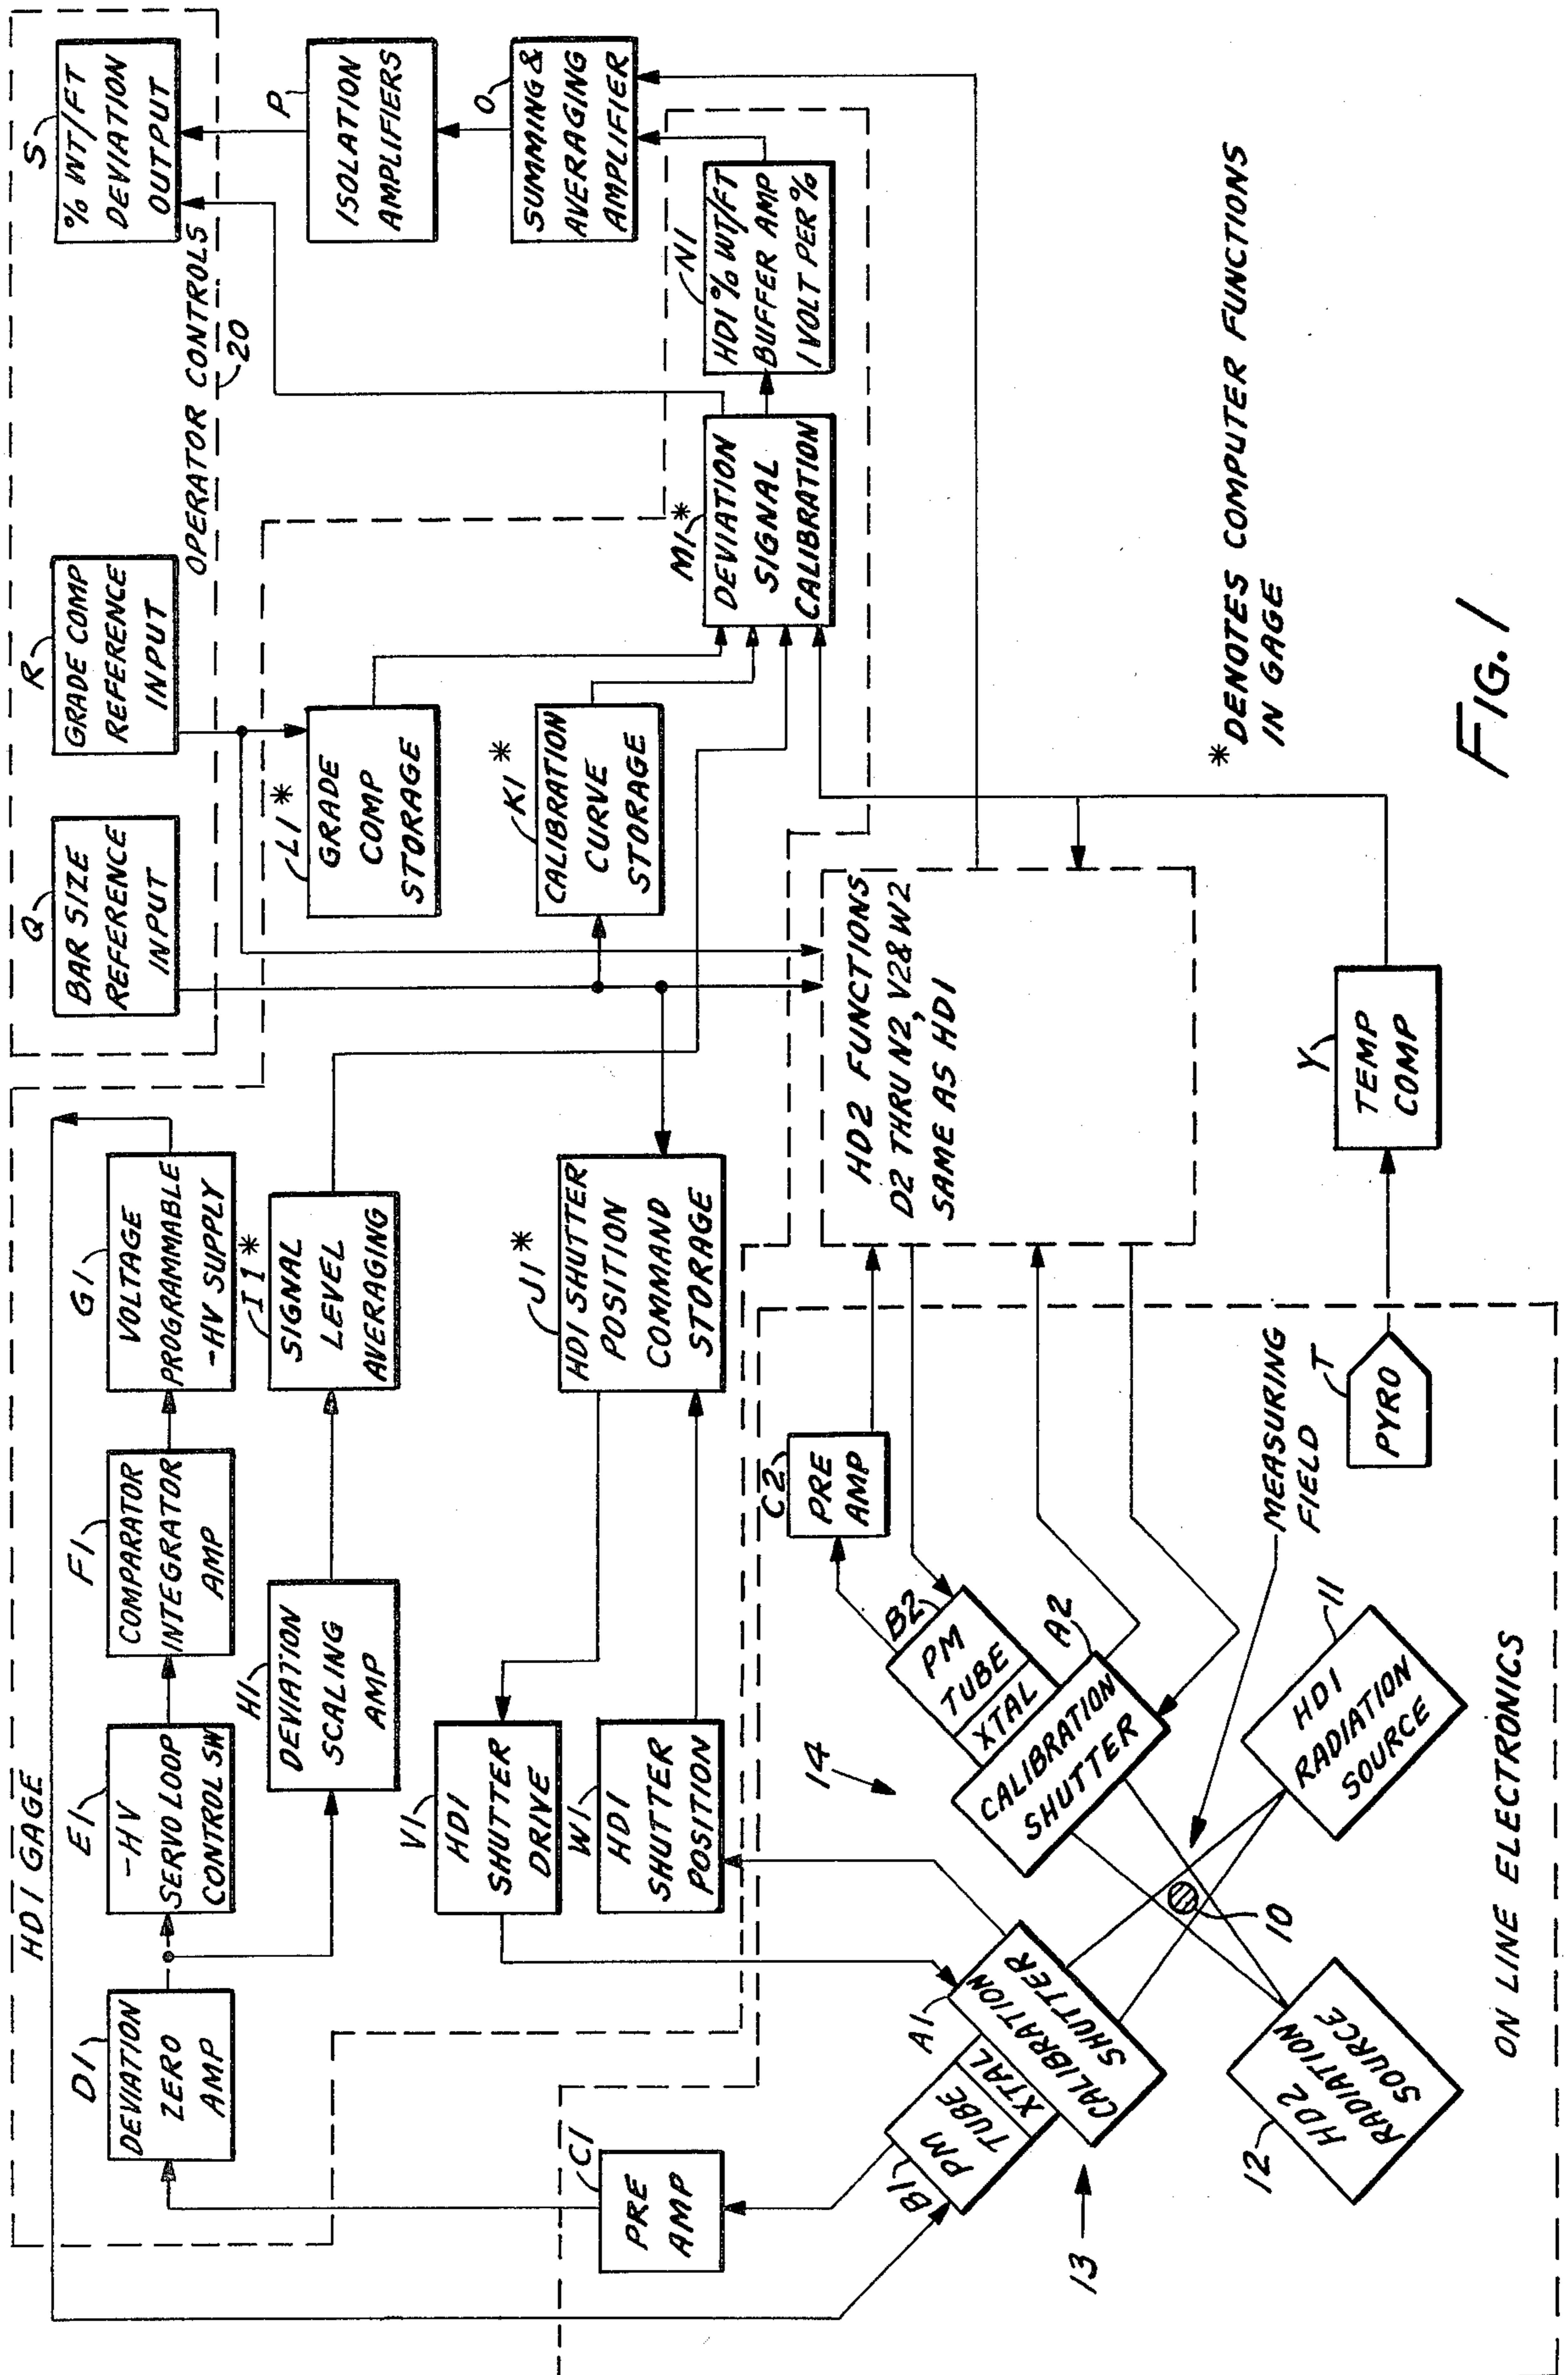 HD1 GAGE
D1
DEVIATION
ZERO
AMP
E1
-HV
SERVO LOOP
CONTROL SW
F1
COMPARATOR
INTEGRATOR
AMP
G1
VOLTAGE
PROGRAMMABLE
-HV SUPPLY
H1
DEVIATION
SCALING
AMP
I1*
SIGNAL
LEVEL
AVERAGING
V1
HD1
SHUTTER
DRIVE
W1
HD1
SHUTTER
POSITION
J1*
HD1 SHUTTER
POSITION
COMMAND
STORAGE
Q
BAR SIZE
REFERENCE
INPUT
R
GRADE COMP
REFERENCE
INPUT
S
% WT/FT
DEVIATION
OUTPUT
OPERATOR CONTROLS
20
L1*
GRADE
COMP
STORAGE
K1*
CALIBRATION
CURVE
STORAGE
M1*
DEVIATION
SIGNAL
CALIBRATION
N1
HD1 % WT/FT
BUFFER AMP
1 VOLT PER %
O
SUMMING &
AVERAGING
AMPLIFIER
P
ISOLATION
AMPLIFIERS
HD2 FUNCTIONS
D2 THRU N2, V2 & W2
SAME AS HD1
C1
PRE
AMP
B1
PM
TUBE
XTAL
A1
CALIBRATION
SHUTTER
13
C2
PRE
AMP
B2
PM
TUBE
XTAL
A2
CALIBRATION
SHUTTER
14
10
MEASURING
FIELD
12
HD2
RADIATION
SOURCE
11
HD1
RADIATION
SOURCE
T
PYRO
Y
TEMP
COMP
ON LINE ELECTRONICS
*DENOTES COMPUTER FUNCTIONS
IN GAGE
FIG. 1